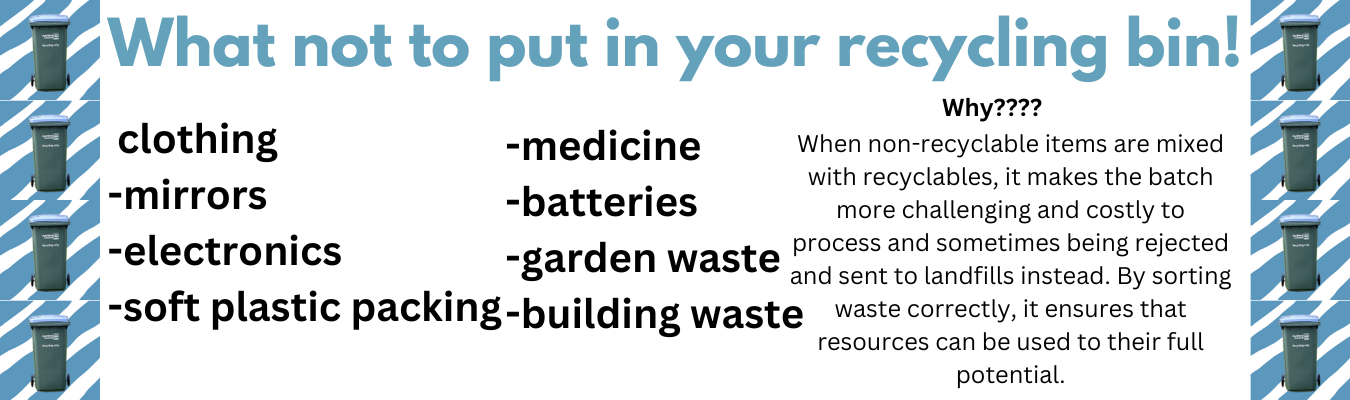 What not to put in your recycling bin!
clothing
-mirrors
-electronics
-soft plastic packing
-medicine
-batteries
-garden waste
-building waste
Why????
When non-recyclable items are mixed
with recyclables, it makes the batch
more challenging and costly to
process and sometimes being rejected
and sent to landfills instead. By sorting
waste correctly, it ensures that
resources can be used to their full
potential.